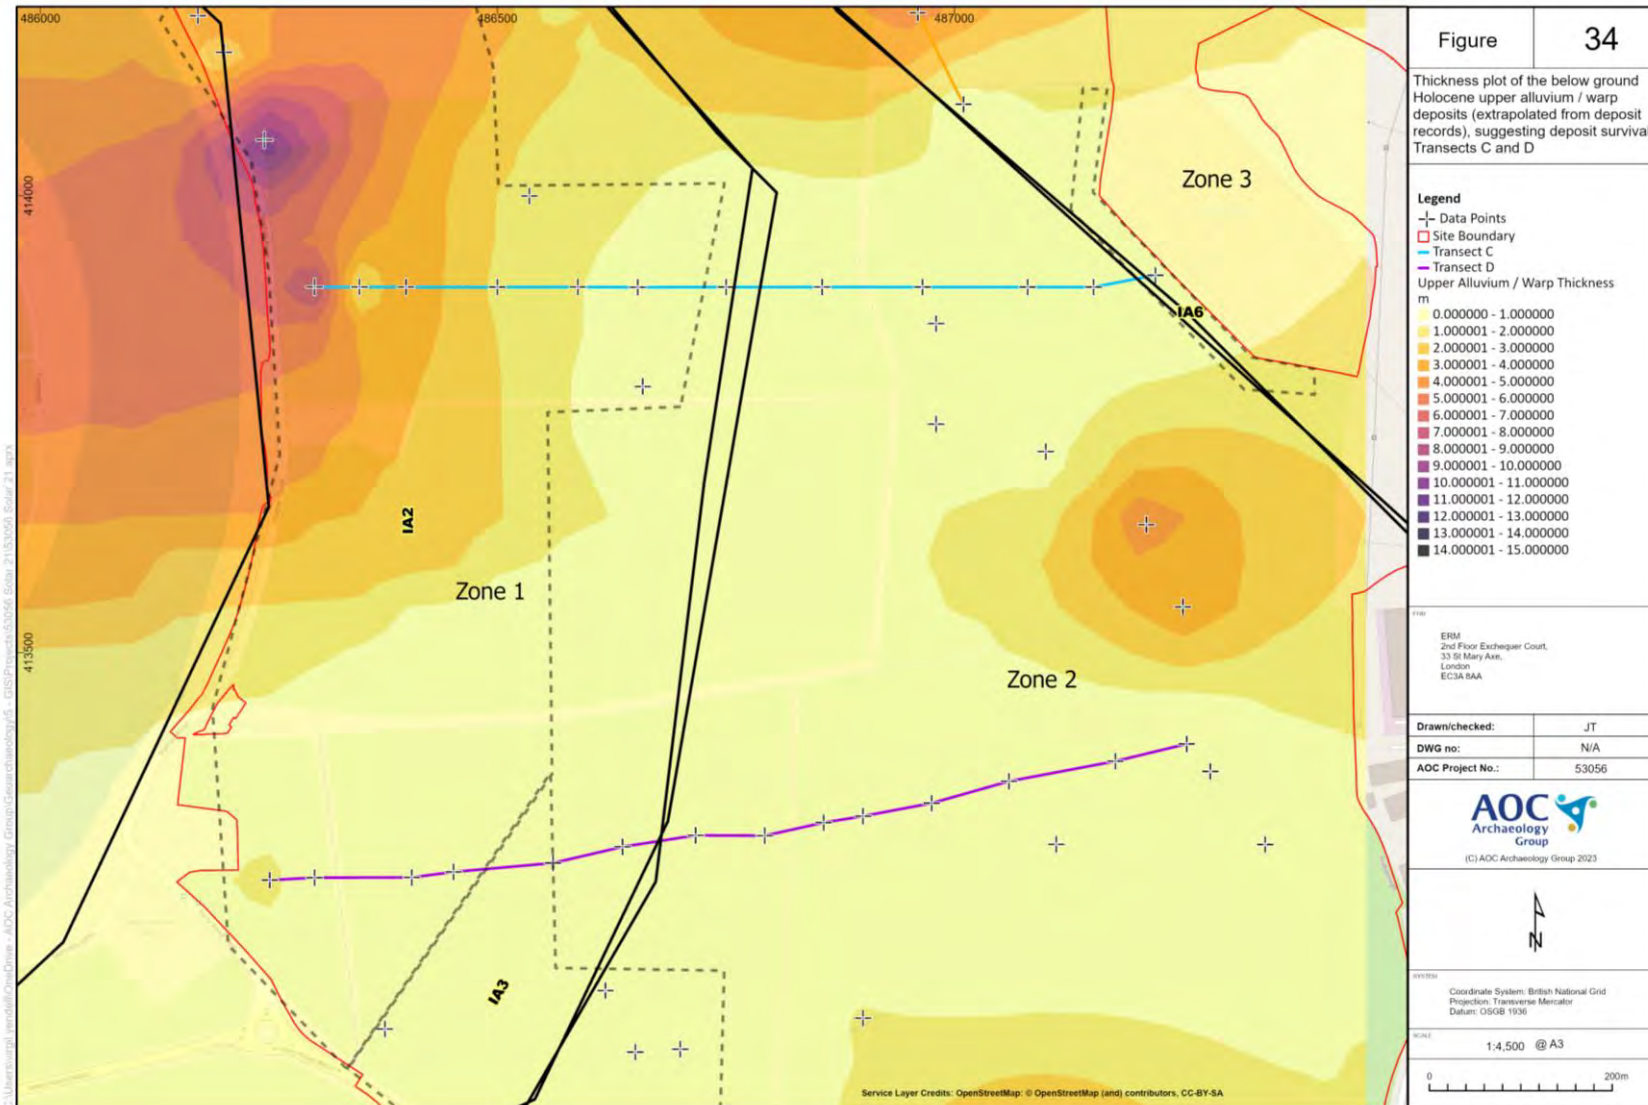 486000
486500
487000
414000
413500
Zone 3
IA6
IA2
Zone 1
Zone 2
IA3
Service Layer Credits: OpenStreetMap: © OpenStreetMap (and) contributors, CC-BY-SA
Figure 34
Thickness plot of the below ground
Holocene upper alluvium / warp
deposits (extrapolated from deposit
records), suggesting deposit survival
Transects C and D
Legend
Data Points
Site Boundary
Transect C
Transect D
Upper Alluvium / Warp Thickness
m
0.000000 - 1.000000
1.000001 - 2.000000
2.000001 - 3.000000
3.000001 - 4.000000
4.000001 - 5.000000
5.000001 - 6.000000
6.000001 - 7.000000
7.000001 - 8.000000
8.000001 - 9.000000
9.000001 - 10.000000
10.000001 - 11.000000
11.000001 - 12.000000
12.000001 - 13.000000
13.000001 - 14.000000
14.000001 - 15.000000
ERM
2nd Floor Exchequer Court,
33 St Mary Axe,
London
EC3A 8AA
Drawn/checked: JT
DWG no: N/A
AOC Project No.: 53056
AOC
Archaeology
Group
(C) AOC Archaeology Group 2023
N
Coordinate System: British National Grid
Projection: Transverse Mercator
Datum: OSGB 1936
SCALE
1:4,500 @ A3
0 200m